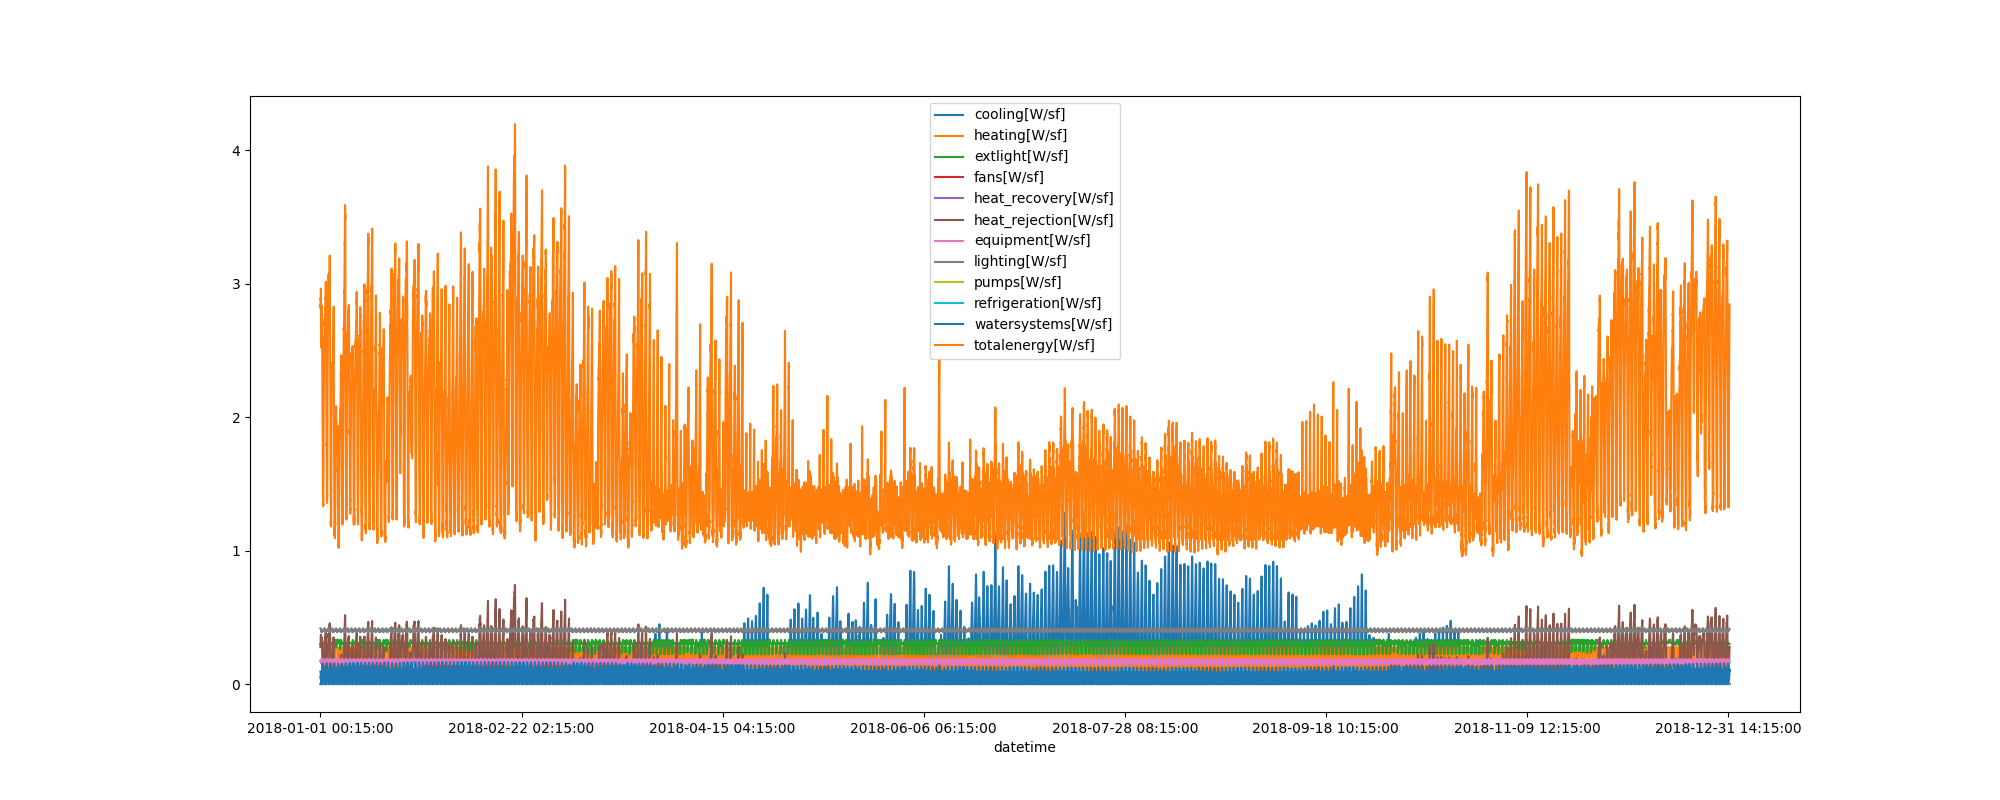 cooling[W/sf]
heating[W/sf]
extlight[W/sf]
fans[W/sf]
heat_recovery[W/sf]
heat_rejection[W/sf]
equipment[W/sf]
lighting[W/sf]
pumps[W/sf]
refrigeration[W/sf]
watersystems[W/sf]
totalenergy[W/sf]
4
3
2
1
0
2018-01-01 00:15:00 2018-02-22 02:15:00 2018-04-15 04:15:00 2018-06-06 06:15:00 2018-07-28 08:15:00 2018-09-18 10:15:00 2018-11-09 12:15:00 2018-12-31 14:15:00
datetime